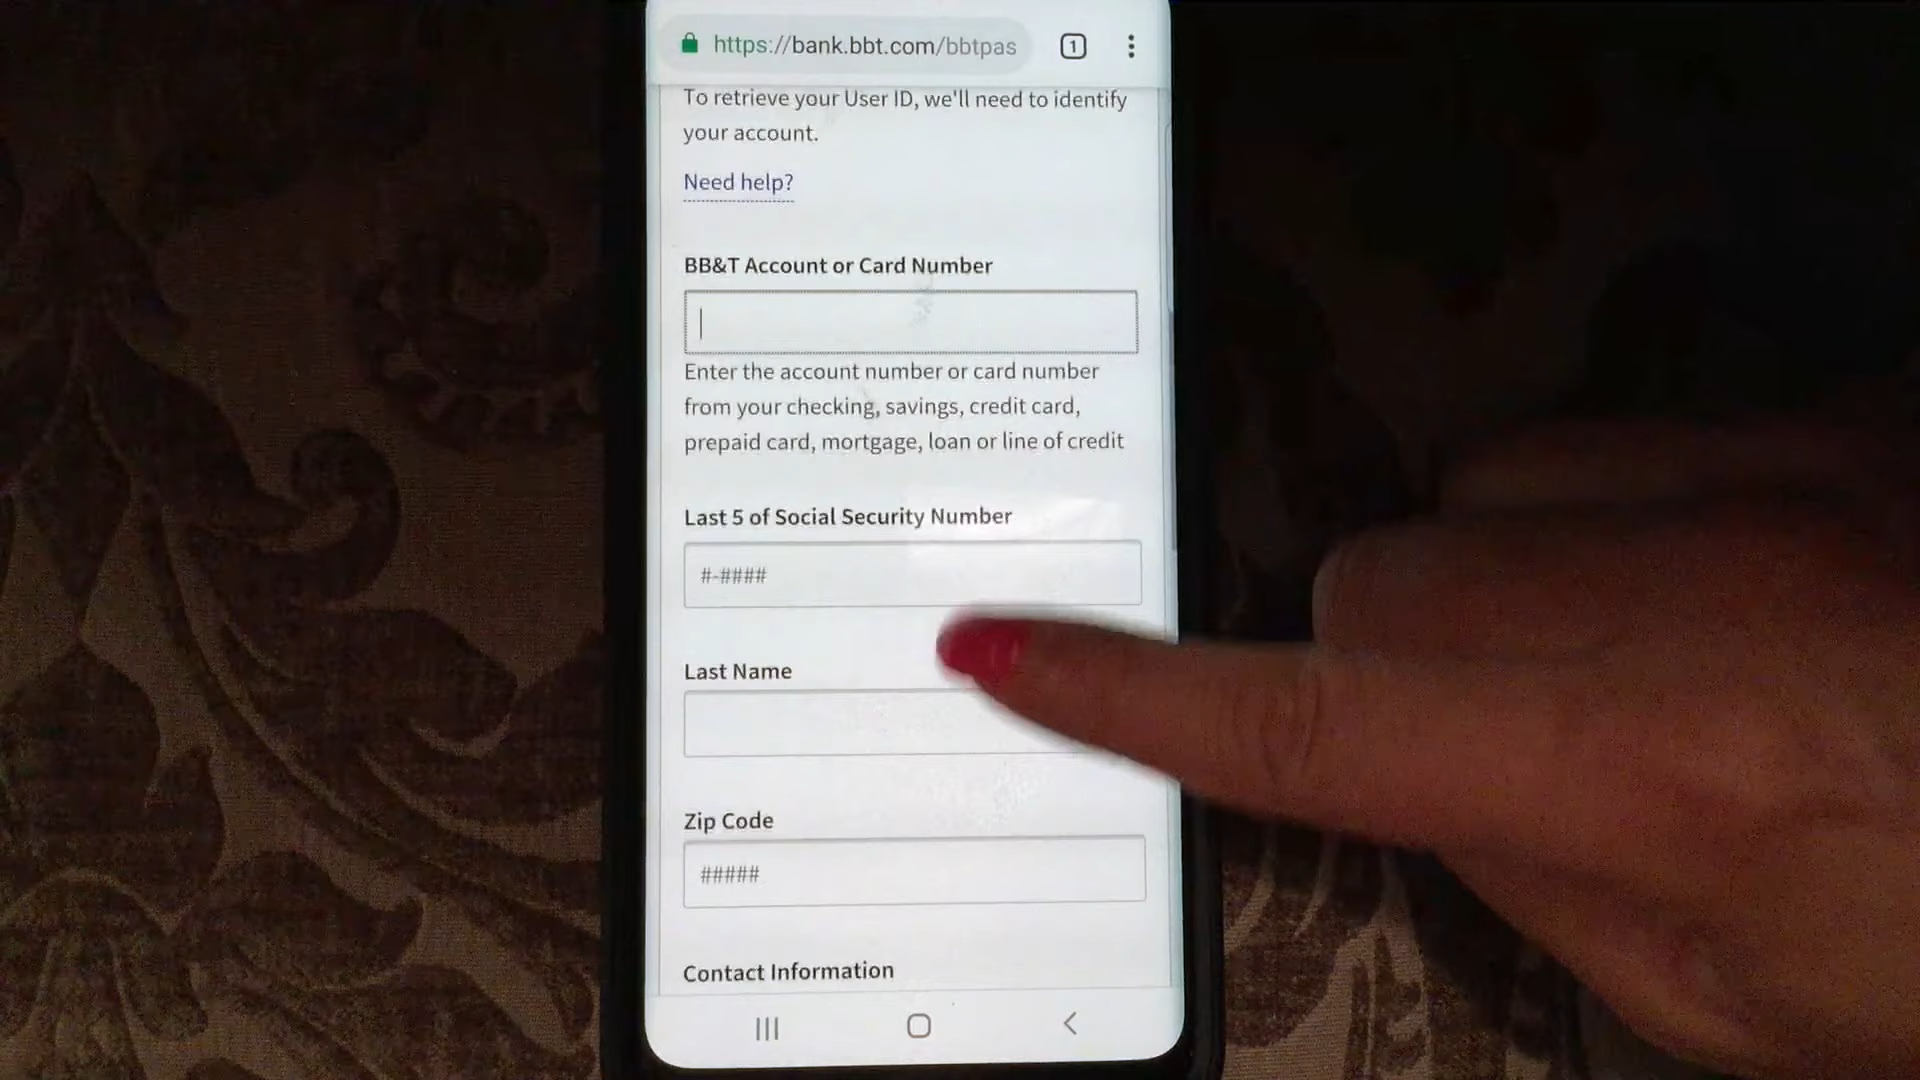 https://bank.bbt.com/bbtpas
1
To retrieve your User ID, we'll need to identify
your account.
Need help?
BB&T Account or Card Number
Enter the account number or card number
from your checking, savings, credit card,
prepaid card, mortgage, loan or line of credit
Last 5 of Social Security Number
#-####
Last Name
Zip Code
#####
Contact Information